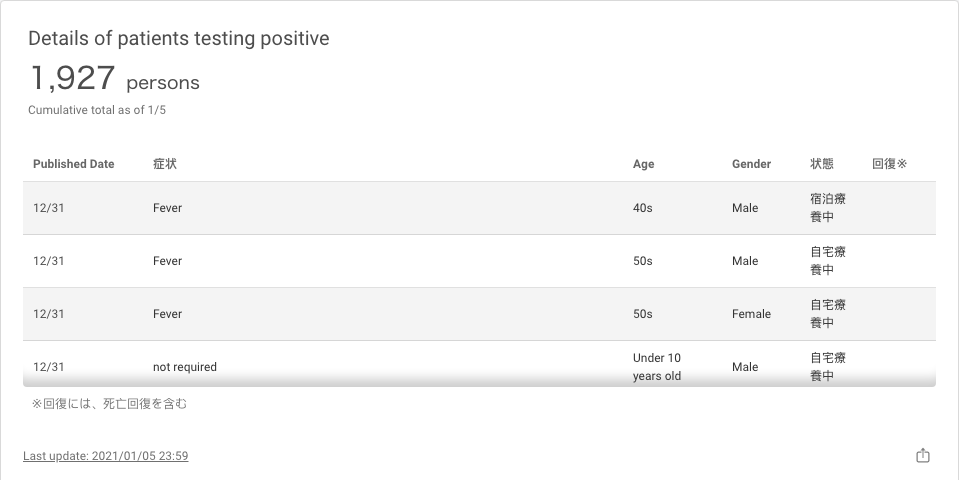 Details of patients testing positive
1,927 persons
Cumulative total as of 1/5
Published Date 症状 Age Gender 状態 回復※
12/31 Fever 40s Male 宿泊療
養中
12/31 Fever 50s Male 自宅療
養中
12/31 Fever 50s Female 自宅療
養中
12/31 not required Under 10
years old Male 自宅療
養中
※回復には、死亡回復を含む
Last update: 2021/01/05 23:59